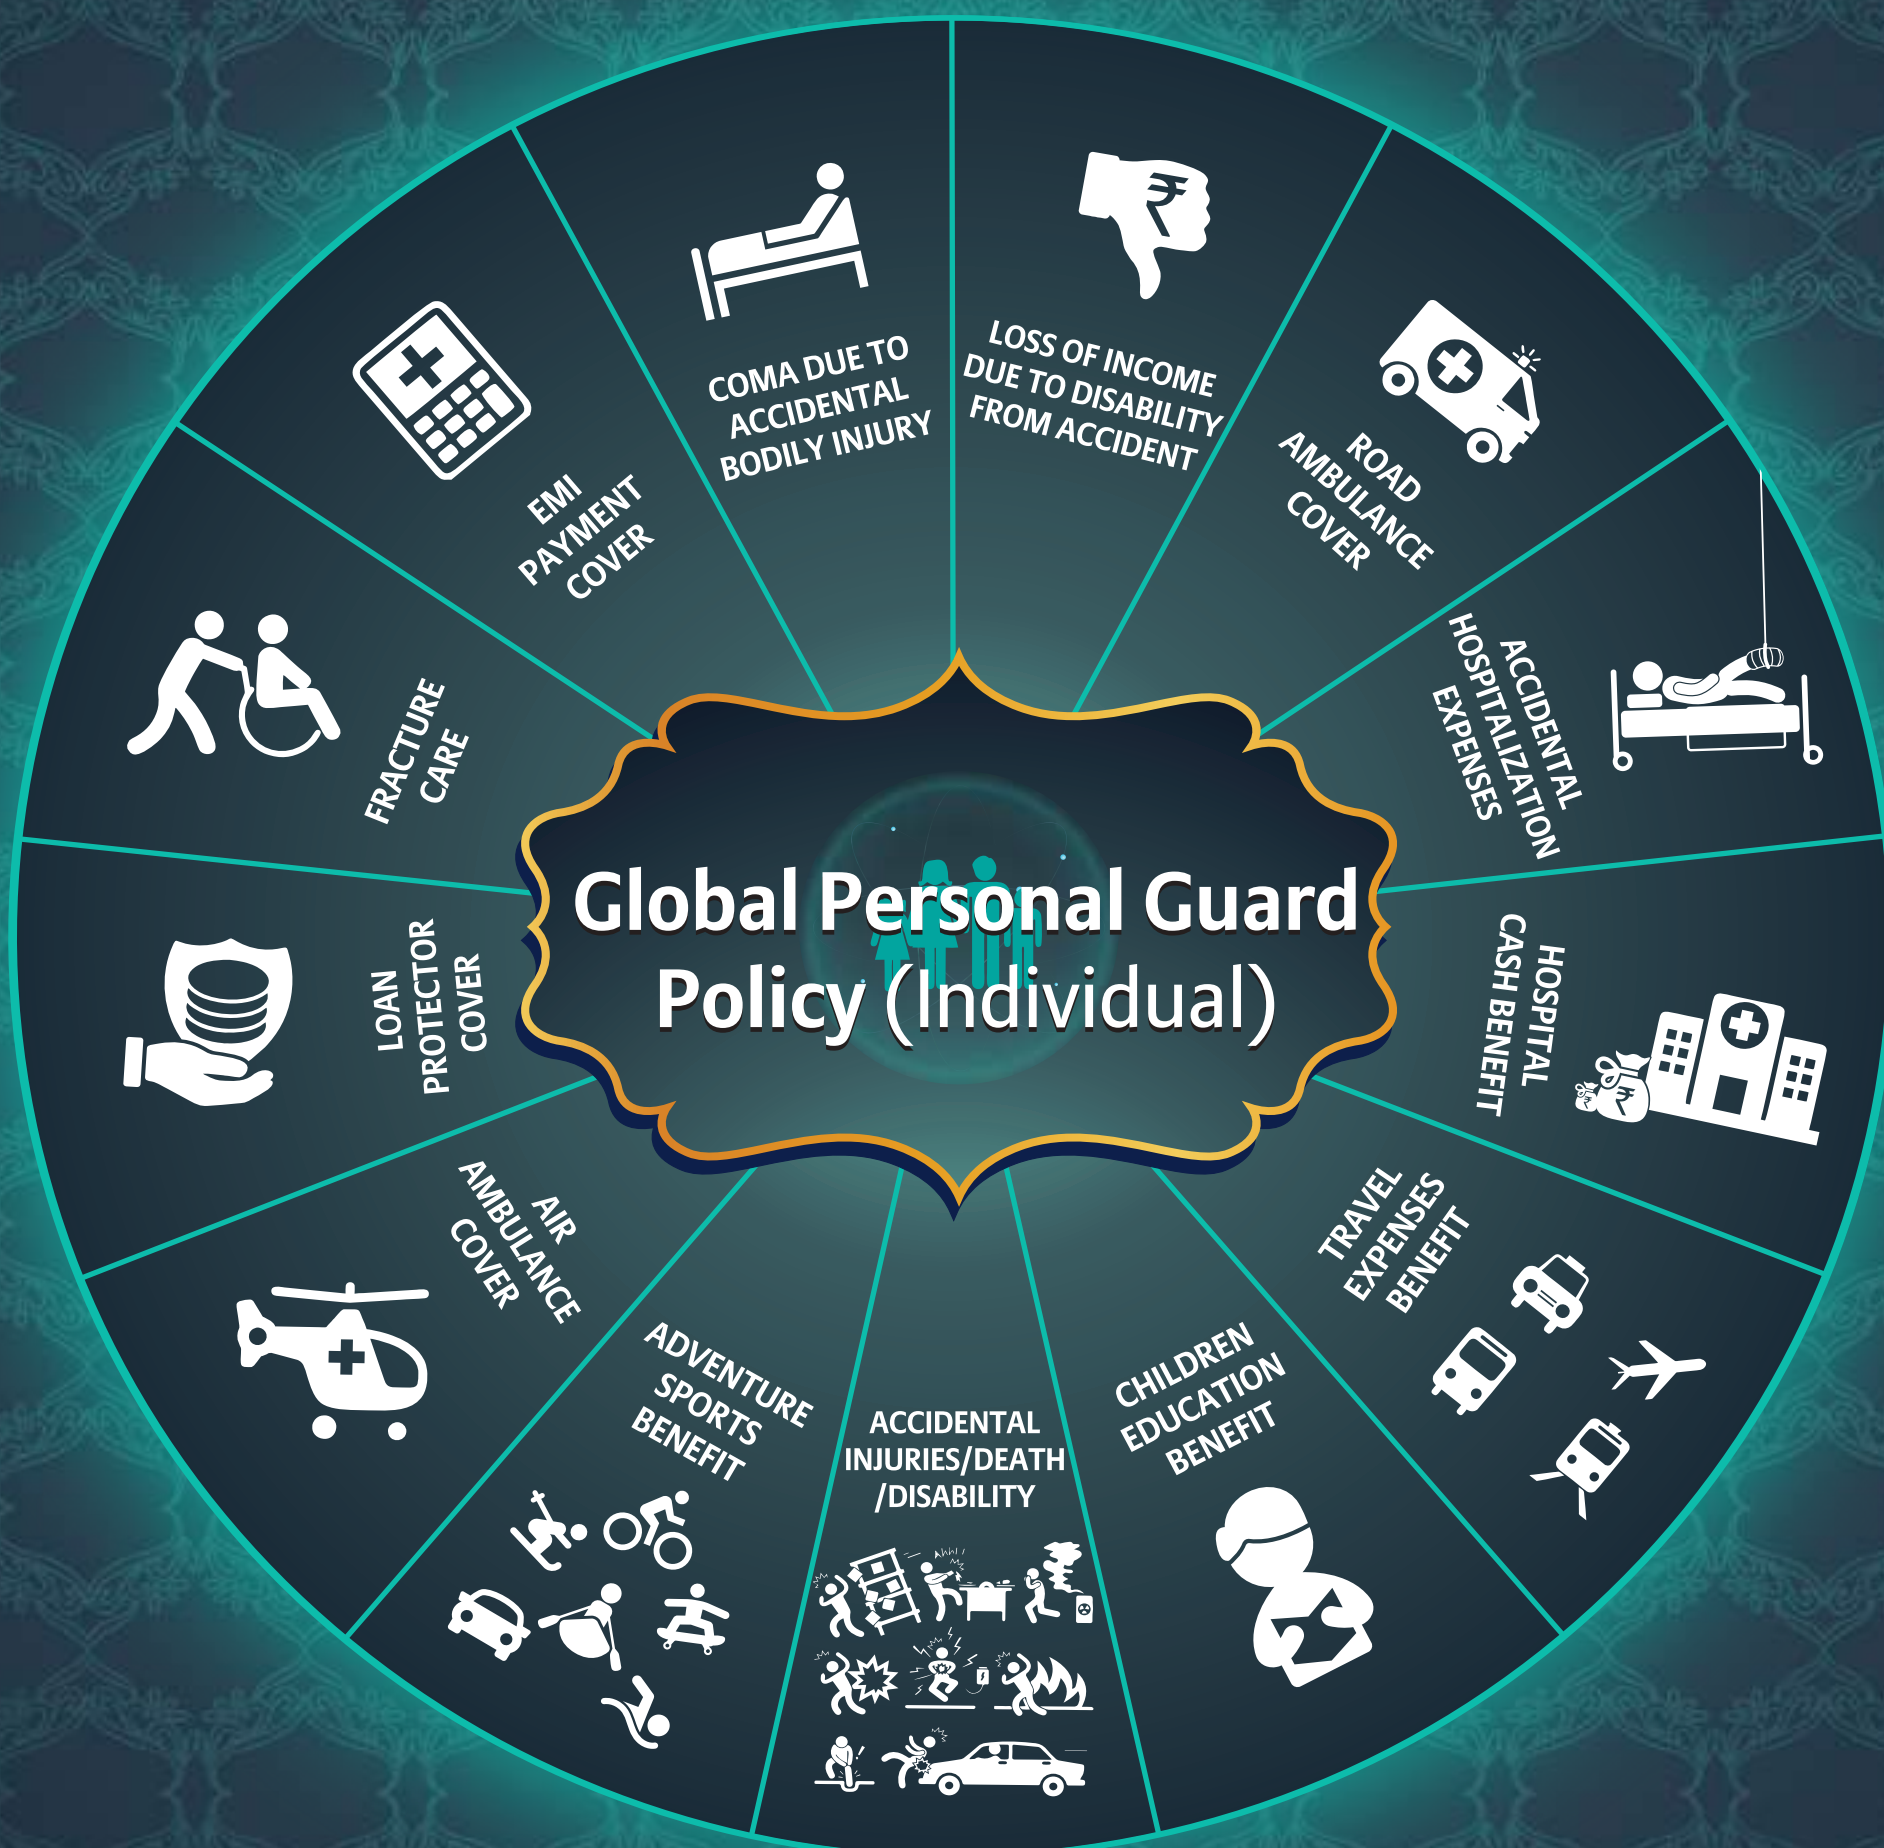 COMA DUE TO
ACCIDENTAL
BODILY INJURY
LOSS OF INCOME
DUE TO DISABILITY
FROM ACCIDENT
ROAD
AMBULANCE
COVER
ACCIDENTAL
HOSPITALIZATION
EXPENSES
HOSPITAL
CASH BENEFIT
TRAVEL
EXPENSES
BENEFIT
CHILDREN
EDUCATION
BENEFIT
ACCIDENTAL
INJURIES/DEATH
/DISABILITY
Ahhh!
ADVENTURE
SPORTS
BENEFIT
AIR
AMBULANCE
COVER
LOAN
PROTECTOR
COVER
FRACTURE
CARE
EMI
PAYMENT
COVER
Global Personal Guard
Policy (Individual)